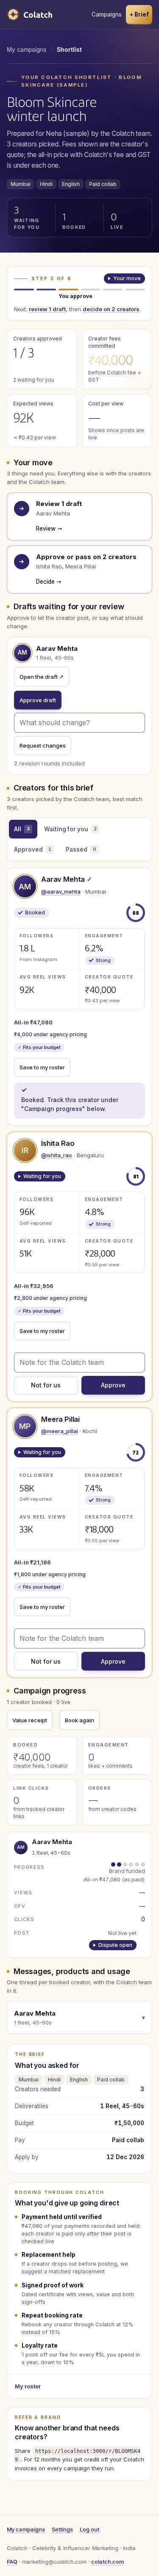 Colatch
Campaigns
+ Brief
My campaigns
Shortlist
YOUR COLATCH SHORTLIST · BLOOM
SKINCARE (SAMPLE)
Bloom Skincare
winter launch
Prepared for Neha (sample) by the Colatch team.
3 creators picked. Fees shown are the creator's
quote; the all-in price with Colatch's fee and GST
is under each one.
Mumbai
Hindi
English
Paid collab
3
WAITING
FOR YOU
1
BOOKED
0
LIVE
STEP 3 OF 6
Your move
You approve
Next: review 1 draft, then decide on 2 creators.
Creators approved
1 / 3
2 waiting for you
Creator fees
committed
₹40,000
before Colatch fee +
GST
Expected views
92K
≈ ₹0.43 per view
Cost per view
—
Shows once posts are
live
Your move
3 things need you. Everything else is with the creators
and the Colatch team.
Review 1 draft
Aarav Mehta
Review →
Approve or pass on 2 creators
Ishita Rao, Meera Pillai
Decide →
Drafts waiting for your review
Approve to let the creator post, or say what should
change.
AM
Aarav Mehta
1 Reel, 45-60s
Open the draft ↗
Approve draft
What should change?
Request changes
2 revision rounds included
Creators for this brief
3 creators picked by the Colatch team, best match
first.
All 3
Waiting for you 2
Approved 1
Passed 0
AM
Aarav Mehta ✓
@aarav_mehta · Mumbai
✓ Booked
88
FOLLOWERS
1.8 L
From Instagram
ENGAGEMENT
6.2%
✓ Strong
AVG REEL VIEWS
92K
CREATOR QUOTE
₹40,000
₹0.43 per view
All-in ₹47,080
₹4,000 under agency pricing
✓ Fits your budget
Save to my roster
✓
Booked. Track this creator under
"Campaign progress" below.
IR
Ishita Rao
@ishita_rao · Bengaluru
Waiting for you
81
FOLLOWERS
96K
Self-reported
ENGAGEMENT
4.8%
✓ Strong
AVG REEL VIEWS
51K
CREATOR QUOTE
₹28,000
₹0.55 per view
All-in ₹32,956
₹2,800 under agency pricing
✓ Fits your budget
Save to my roster
Note for the Colatch team
Not for us
Approve
MP
Meera Pillai
@meera_pillai · Kochi
Waiting for you
72
FOLLOWERS
58K
Self-reported
ENGAGEMENT
7.4%
✓ Strong
AVG REEL VIEWS
33K
CREATOR QUOTE
₹18,000
₹0.55 per view
All-in ₹21,186
₹1,800 under agency pricing
✓ Fits your budget
Save to my roster
Note for the Colatch team
Not for us
Approve
Campaign progress
1 creator booked · 0 live
Value receipt
Book again
BOOKED
₹40,000
creator fees, 1 creator
ENGAGEMENT
0
likes + comments
LINK CLICKS
0
from tracked creator
links
ORDERS
—
from creator codes
AM
Aarav Mehta
1 Reel, 45-60s
PROGRESS
Brand funded
All-in ₹47,080 (as paid)
VIEWS
—
CPV
—
CLICKS
0
POST
Not live yet
Dispute open
Messages, products and usage
One thread per booked creator, with the Colatch team
in it.
Aarav Mehta
1 Reel, 45-60s
THE BRIEF
What you asked for
Mumbai
Hindi
English
Paid collab
Creators needed
3
Deliverables
1 Reel, 45-60s
Budget
₹1,50,000
Pay
Paid collab
Apply by
12 Dec 2026
BOOKING THROUGH COLATCH
What you'd give up going direct
Payment held until verified
₹47,080 of your payments recorded and held;
each creator is paid only after their post is
checked live
Replacement help
If a creator drops out before posting, we
suggest a matched replacement
Signed proof of work
Dated certificate with views, value and both
sign-offs
Repeat booking rate
Rebook any creator through Colatch at 12%
instead of 15%
Loyalty rate
1 point off our fee for every ₹5L you spend in
a year, down to 10%
My roster
REFER A BRAND
Know another brand that needs
creators?
Share https://localhost:3000/r/BLOOMSK4
9. For 12 months you get credit off your Colatch
invoices on every campaign they run.
My campaigns
Settings
Log out
Colatch · Celebrity & Influencer Marketing · India
FAQ · marketing@colatch.com · colatch.com